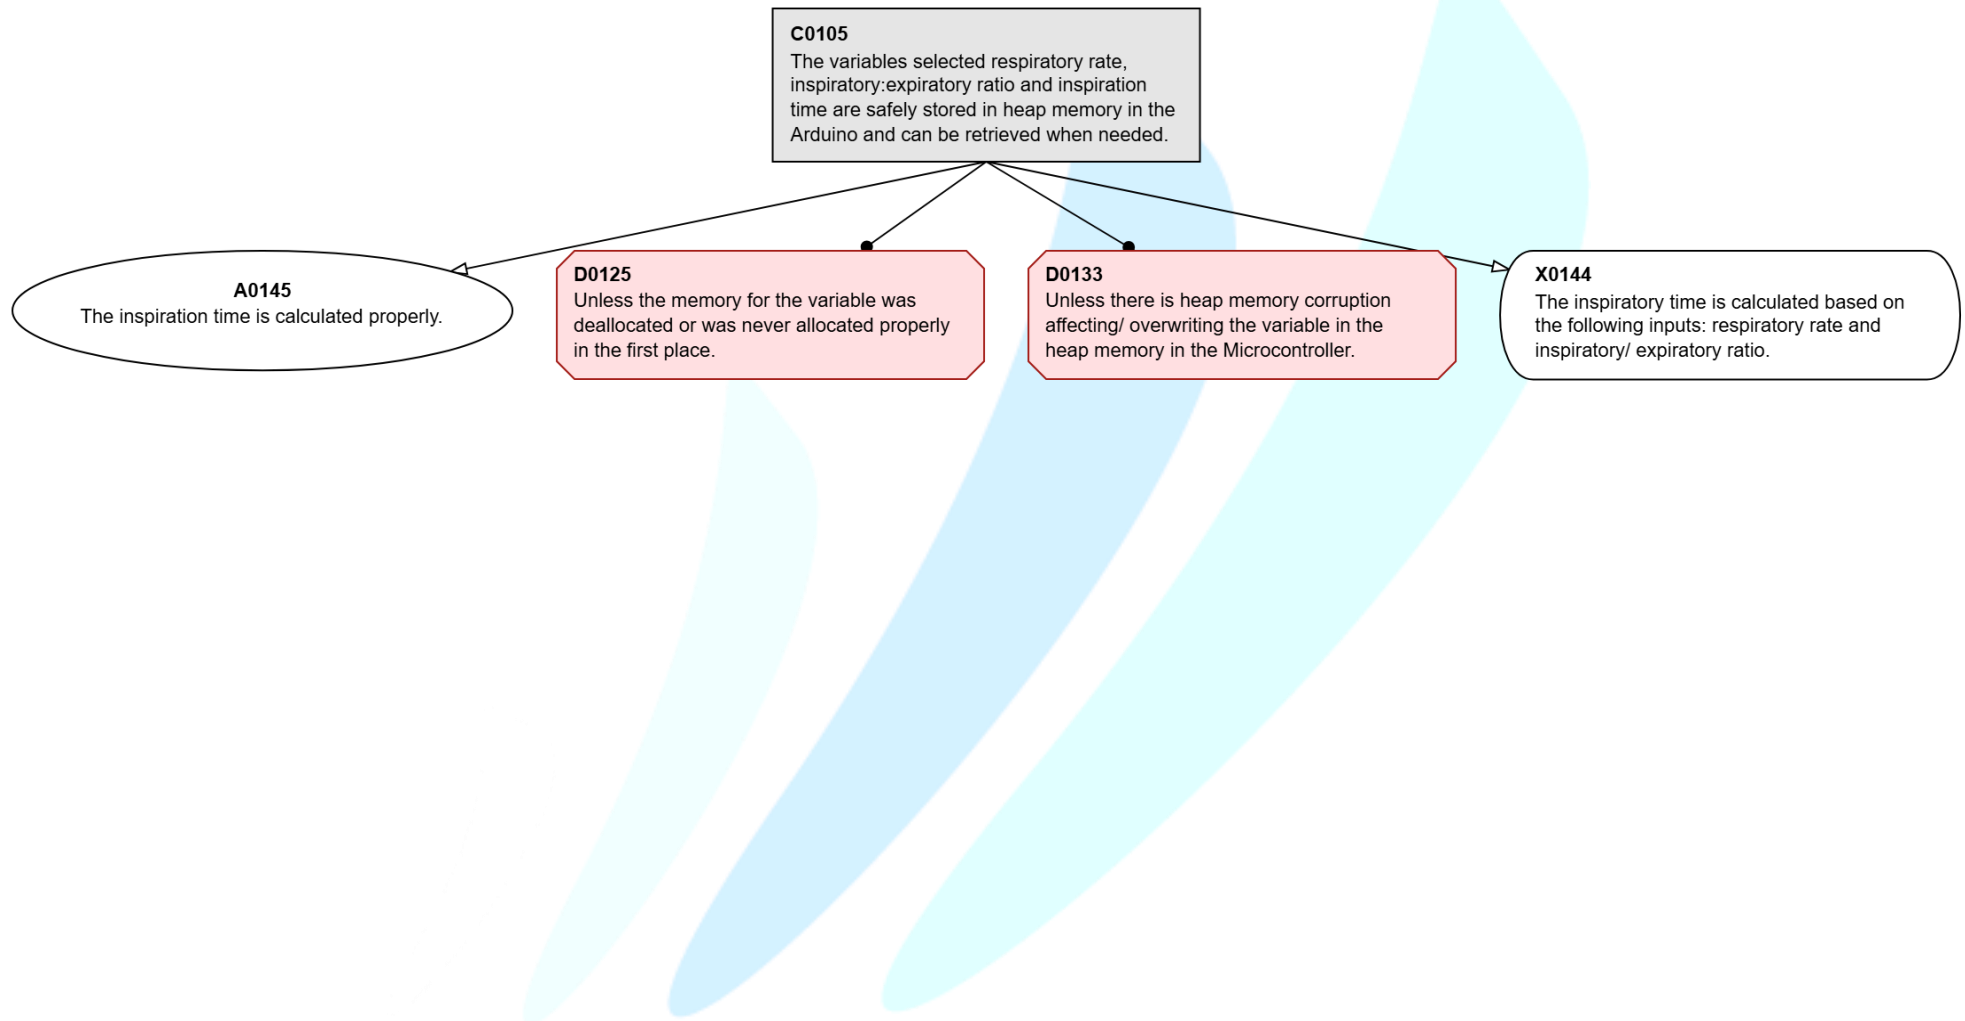 C0105
The variables selected respiratory rate,
inspiratory:expiratory ratio and inspiration
time are safely stored in heap memory in the
Arduino and can be retrieved when needed.
A0145
The inspiration time is calculated properly.
D0125
Unless the memory for the variable was
deallocated or was never allocated properly
in the first place.
D0133
Unless there is heap memory corruption
affecting/ overwriting the variable in the
heap memory in the Microcontroller.
X0144
The inspiratory time is calculated based on
the following inputs: respiratory rate and
inspiratory/ expiratory ratio.